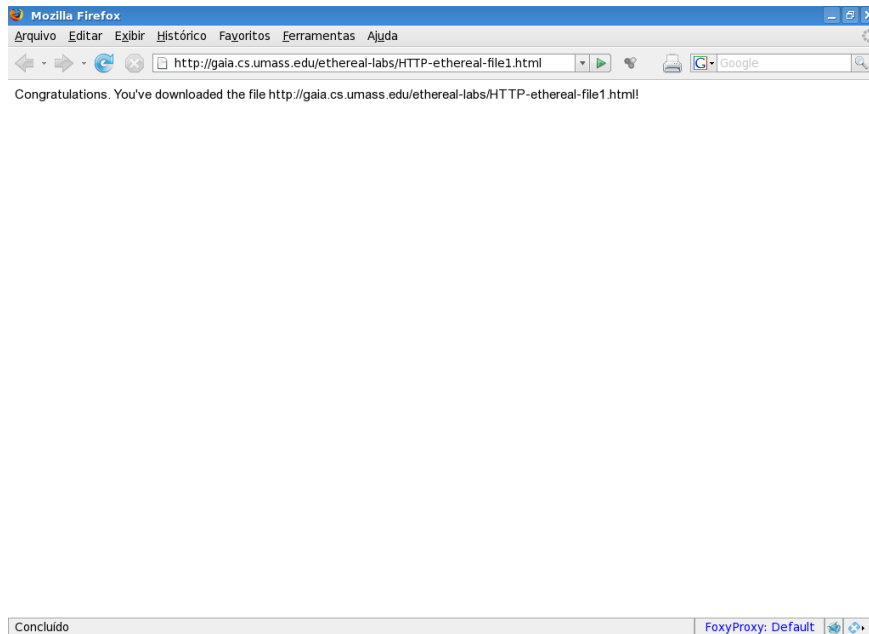 Mozilla Firefox
Arquivo Editar Exibir Histórico Favoritos Ferramentas Ajuda
http://gaia.cs.umass.edu/ethereal-labs/HTTP-ethereal-file1.html G Google
Congratulations. You've downloaded the file http://gaia.cs.umass.edu/ethereal-labs/HTTP-ethereal-file1.html!
Concluído FoxyProxy: Default